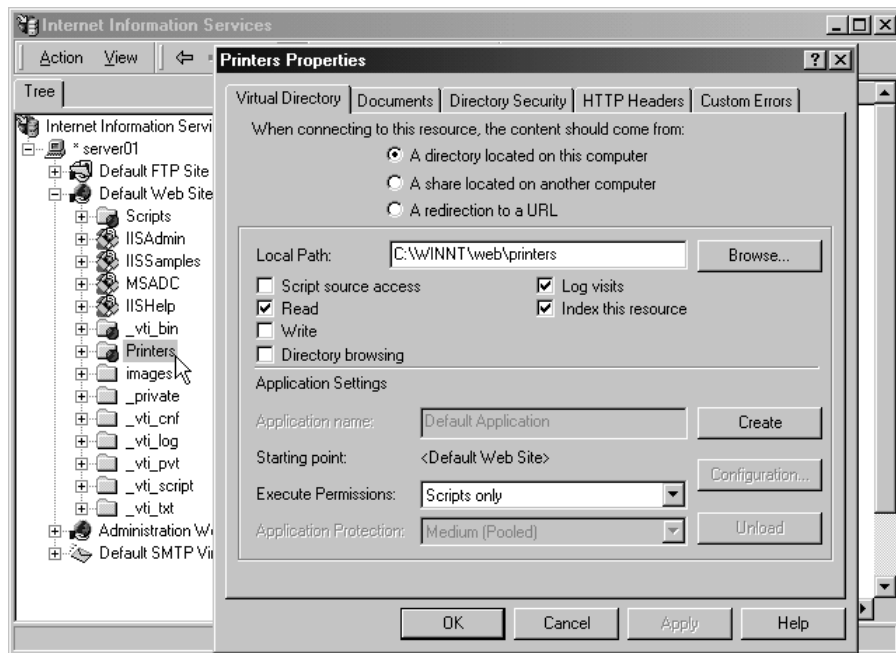 Internet Information Services
Action View
Tree
Internet Information Servi
* server01
Default FTP Site
Default Web Site
Scripts
IISAdmin
IISSamples
MSADC
IISHelp
_vti_bin
Printers
images
_private
_vti_cnf
_vti_log
_vti_pvt
_vti_script
_vti_txt
Administration W
Default SMTP Vi
Printers Properties
Virtual Directory Documents Directory Security HTTP Headers Custom Errors
When connecting to this resource, the content should come from:
A directory located on this computer
A share located on another computer
A redirection to a URL
Local Path: C:\WINNT\web\printers Browse...
Script source access Log visits
Read Index this resource
Write
Directory browsing
Application Settings
Application name: Default Application Create
Starting point: <Default Web Site>
Configuration...
Execute Permissions: Scripts only
Application Protection: Medium (Pooled) Unload
OK Cancel Apply Help